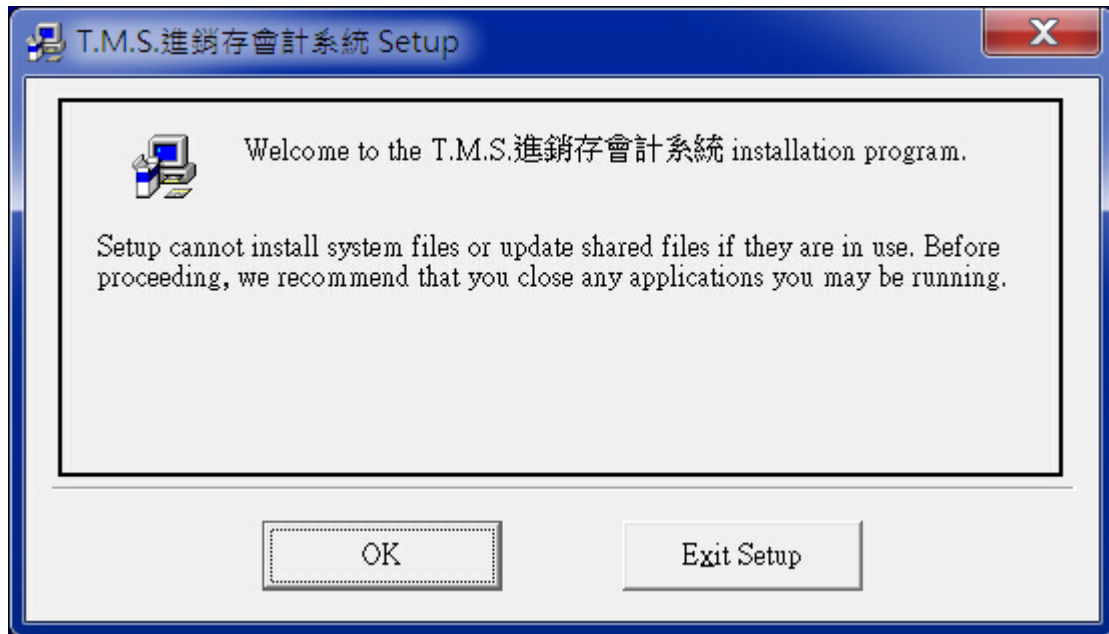 T.M.S.進銷存會計系統 Setup
Welcome to the T.M.S.進銷存會計系統 installation program.
Setup cannot install system files or update shared files if they are in use. Before
proceeding, we recommend that you close any applications you may be running.
OK
Exit Setup